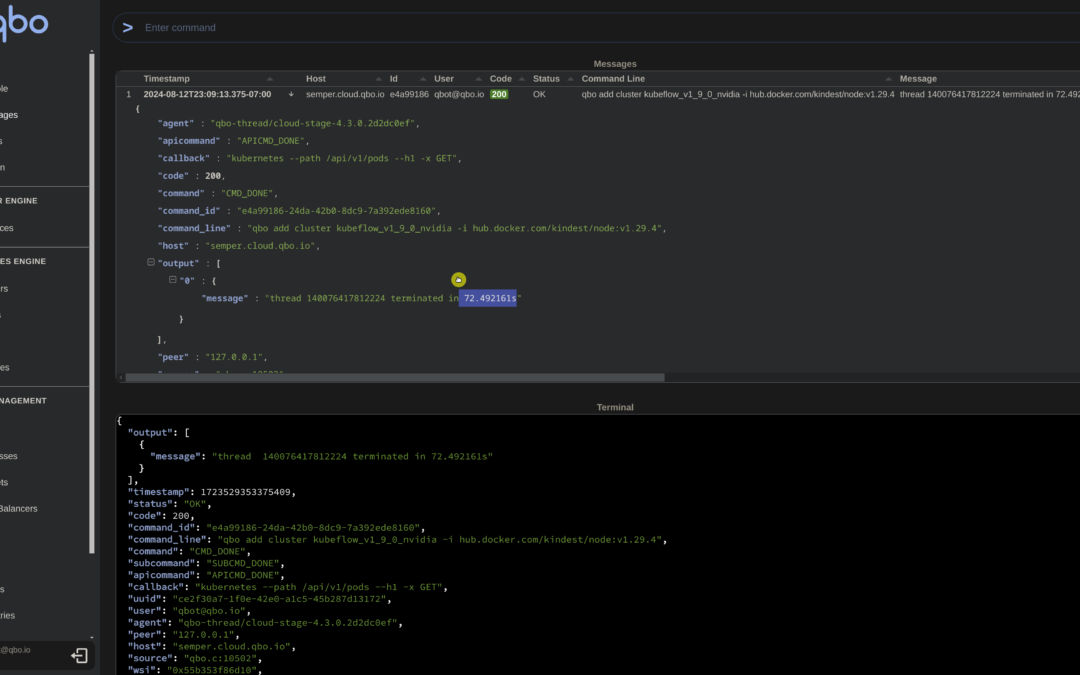 qbo
> Enter command
Messages
Timestamp Host Id User Code Status Command Line Message
1 2024-08-12T23:09:13.375-07:00 semper.cloud.qbo.io e4a99186 qbot@qbo.io 200 OK qbo add cluster kubeflow_v1_9_0_nvidia -i hub.docker.com/kindest/node:v1.29.4 thread 140076417812224 terminated in 72.492
{
"agent" : "qbo-thread/cloud-stage-4.3.0.2d2dc0ef",
"apicommand" : "APICMD_DONE",
"callback" : "kubernetes --path /api/v1/pods --h1 -x GET",
"code" : 200,
"command" : "CMD_DONE",
"command_id" : "e4a99186-24da-42b0-8dc9-7a392ede8160",
"command_line" : "qbo add cluster kubeflow_v1_9_0_nvidia -i hub.docker.com/kindest/node:v1.29.4",
"host" : "semper.cloud.qbo.io",
"output" : [
"0" : {
"message" : "thread 140076417812224 terminated in 72.492161s"
}
],
"peer" : "127.0.0.1",
ages
R ENGINE
ces
ES ENGINE
rs
es
NAGEMENT
sses
ets
Balancers
ries
@qbo.io
Terminal
{
"output": [
{
"message": "thread  140076417812224 terminated in 72.492161s"
}
],
"timestamp": 1723529353375409,
"status": "OK",
"code": 200,
"command_id": "e4a99186-24da-42b0-8dc9-7a392ede8160",
"command_line": "qbo add cluster kubeflow_v1_9_0_nvidia -i hub.docker.com/kindest/node:v1.29.4",
"command": "CMD_DONE",
"subcommand": "SUBCMD_DONE",
"apicommand": "APICMD_DONE",
"callback": "kubernetes --path /api/v1/pods --h1 -x GET",
"uuid": "ce2f30a7-1f0e-42e0-a1c5-45b287d13172",
"user": "qbot@qbo.io",
"agent": "qbo-thread/cloud-stage-4.3.0.2d2dc0ef",
"peer": "127.0.0.1",
"host": "semper.cloud.qbo.io",
"source": "qbo.c:10502",
"wsi": "0x55b353f86d10",